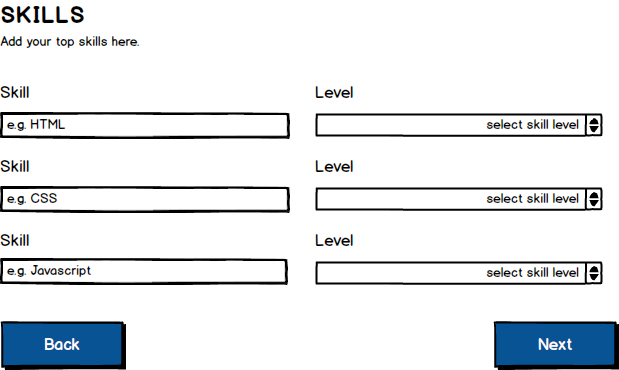 SKILLS
Add your top skills here.
Skill Level
e.g. HTML select skill level
Skill Level
e.g. CSS select skill level
Skill Level
e.g. Javascript select skill level
Back Next